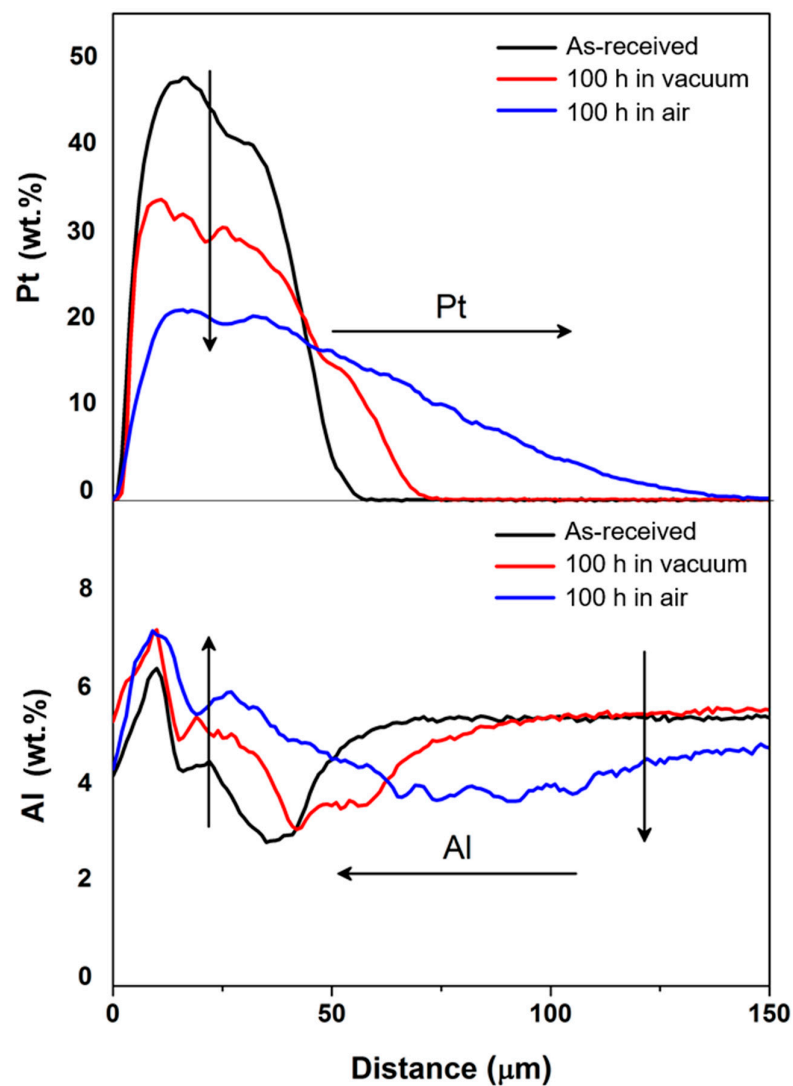 50
40
30
20
10
0
Pt (wt.%)
As-received
100 h in vacuum
100 h in air
Pt
8
6
4
2
0
Al (wt.%)
As-received
100 h in vacuum
100 h in air
Al
0
50
100
150
Distance (μm)